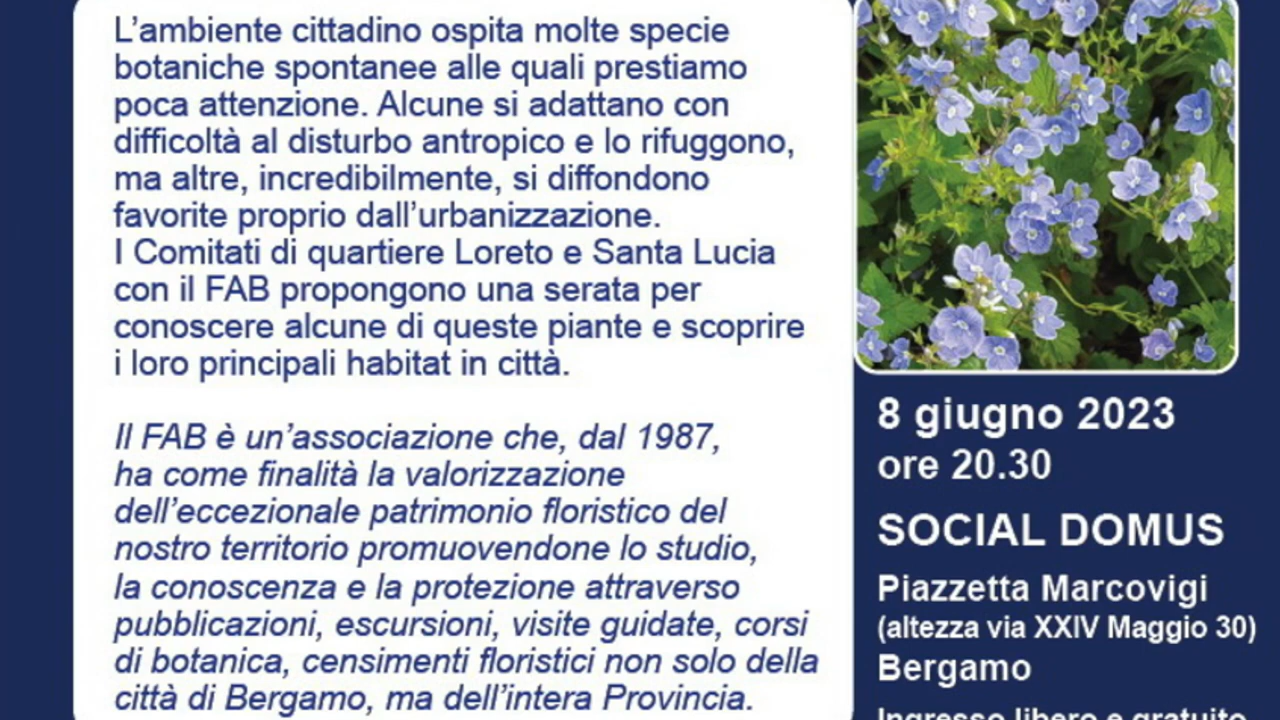 L’ambiente cittadino ospita molte specie
botaniche spontanee alle quali prestiamo
poca attenzione. Alcune si adattano con
difficoltà al disturbo antropico e lo rifuggono,
ma altre, incredibilmente, si diffondono
favorite proprio dall’urbanizzazione.
I Comitati di quartiere Loreto e Santa Lucia
con il FAB propongono una serata per
conoscere alcune di queste piante e scoprire
i loro principali habitat in città.
Il FAB è un’associazione che, dal 1987,
ha come finalità la valorizzazione
dell’eccezionale patrimonio floristico del
nostro territorio promuovendone lo studio,
la conoscenza e la protezione attraverso
pubblicazioni, escursioni, visite guidate, corsi
di botanica, censimenti floristici non solo della
città di Bergamo, ma dell’intera Provincia.
8 giugno 2023
ore 20.30
SOCIAL DOMUS
Piazzetta Marcovigi
(altezza via XXIV Maggio 30)
Bergamo
Ingresso libero e gratuito